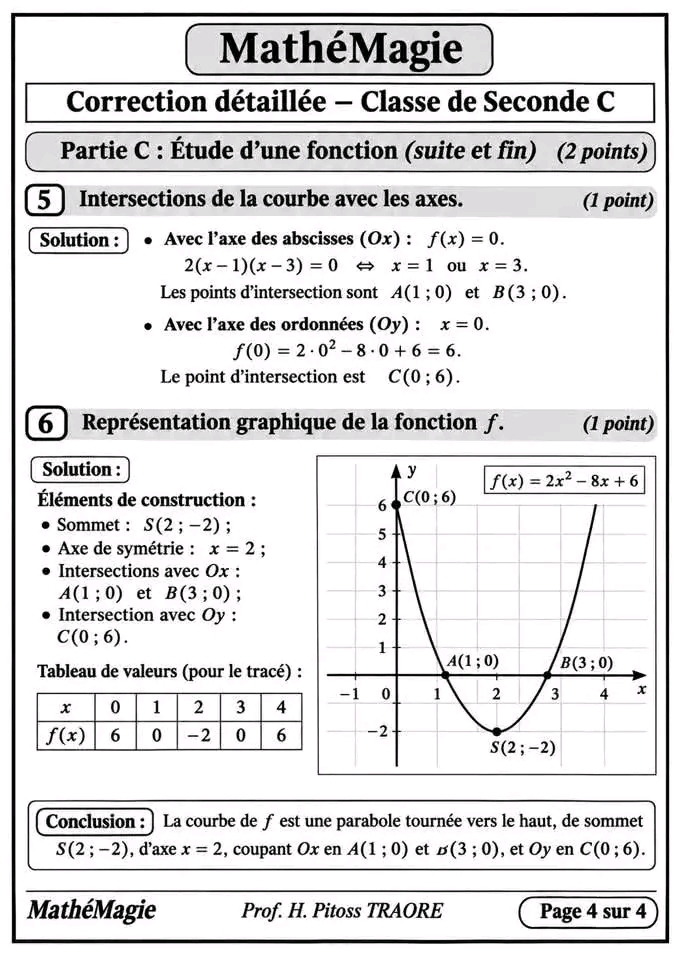 MathéMagie
Correction détaillée – Classe de Seconde C
Partie C : Étude d'une fonction (suite et fin) (2 points)
5 Intersections de la courbe avec les axes. (1 point)
Solution : • Avec l'axe des abscisses (Ox) : f(x) = 0.
2(x − 1)(x − 3) = 0 ⇔ x = 1 ou x = 3.
Les points d'intersection sont A(1 ; 0) et B(3 ; 0).
• Avec l'axe des ordonnées (Oy) : x = 0.
f(0) = 2 · 0² − 8 · 0 + 6 = 6.
Le point d'intersection est C(0 ; 6).
6 Représentation graphique de la fonction f. (1 point)
Solution :
Éléments de construction :
• Sommet : S(2 ; −2) ;
• Axe de symétrie : x = 2 ;
• Intersections avec Ox :
A(1 ; 0) et B(3 ; 0) ;
• Intersection avec Oy :
C(0 ; 6).
Tableau de valeurs (pour le tracé) :
x 0 1 2 3 4
f(x) 6 0 −2 0 6
y
f(x) = 2x² − 8x + 6
C(0 ; 6)
6
5
4
3
2
1
A(1 ; 0) B(3 ; 0)
−1 0 1 2 3 4 x
−2
S(2 ; −2)
Conclusion : La courbe de f est une parabole tournée vers le haut, de sommet
S(2 ; −2), d'axe x = 2, coupant Ox en A(1 ; 0) et B(3 ; 0), et Oy en C(0 ; 6).
MathéMagie Prof. H. Pitoss TRAORE Page 4 sur 4